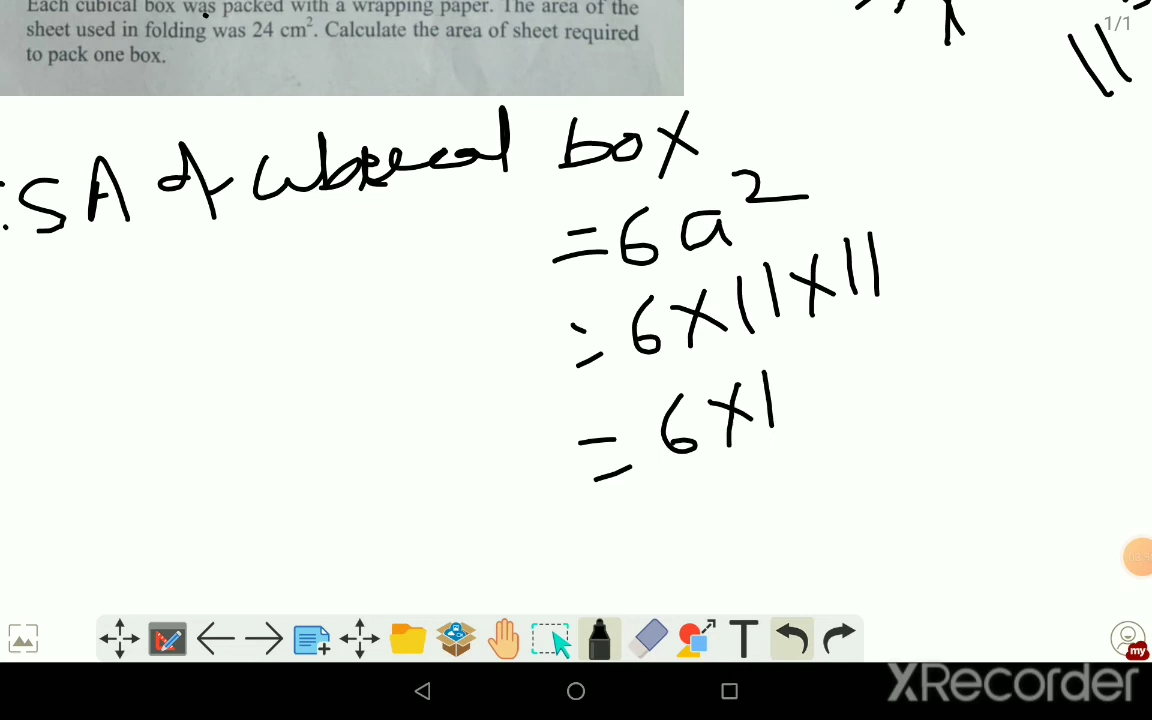 Each cubical box was packed with a wrapping paper. The area of the
sheet used in folding was 24 cm². Calculate the area of sheet required
to pack one box.
1/1
11
.SA of cubical box
= 6a²
= 6×11×11
= 6×1
T
my
XRecorder